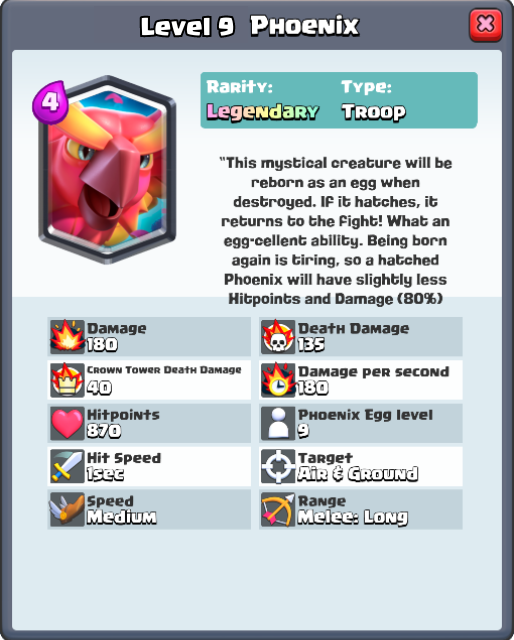 Level 9 Phoenix
4
Rarity: Type:
Legendary Troop
"This mystical creature will be
reborn as an egg when
destroyed. If it hatches, it
returns to the fight! What an
egg-cellent ability. Being born
again is tiring, so a hatched
Phoenix will have slightly less
Hitpoints and Damage (80%)
Damage
180
Death Damage
135
Crown Tower Death Damage
40
Damage per second
180
Hitpoints
870
Phoenix Egg level
9
Hit Speed
1sec
Target
Air & Ground
Speed
Medium
Range
Melee: Long